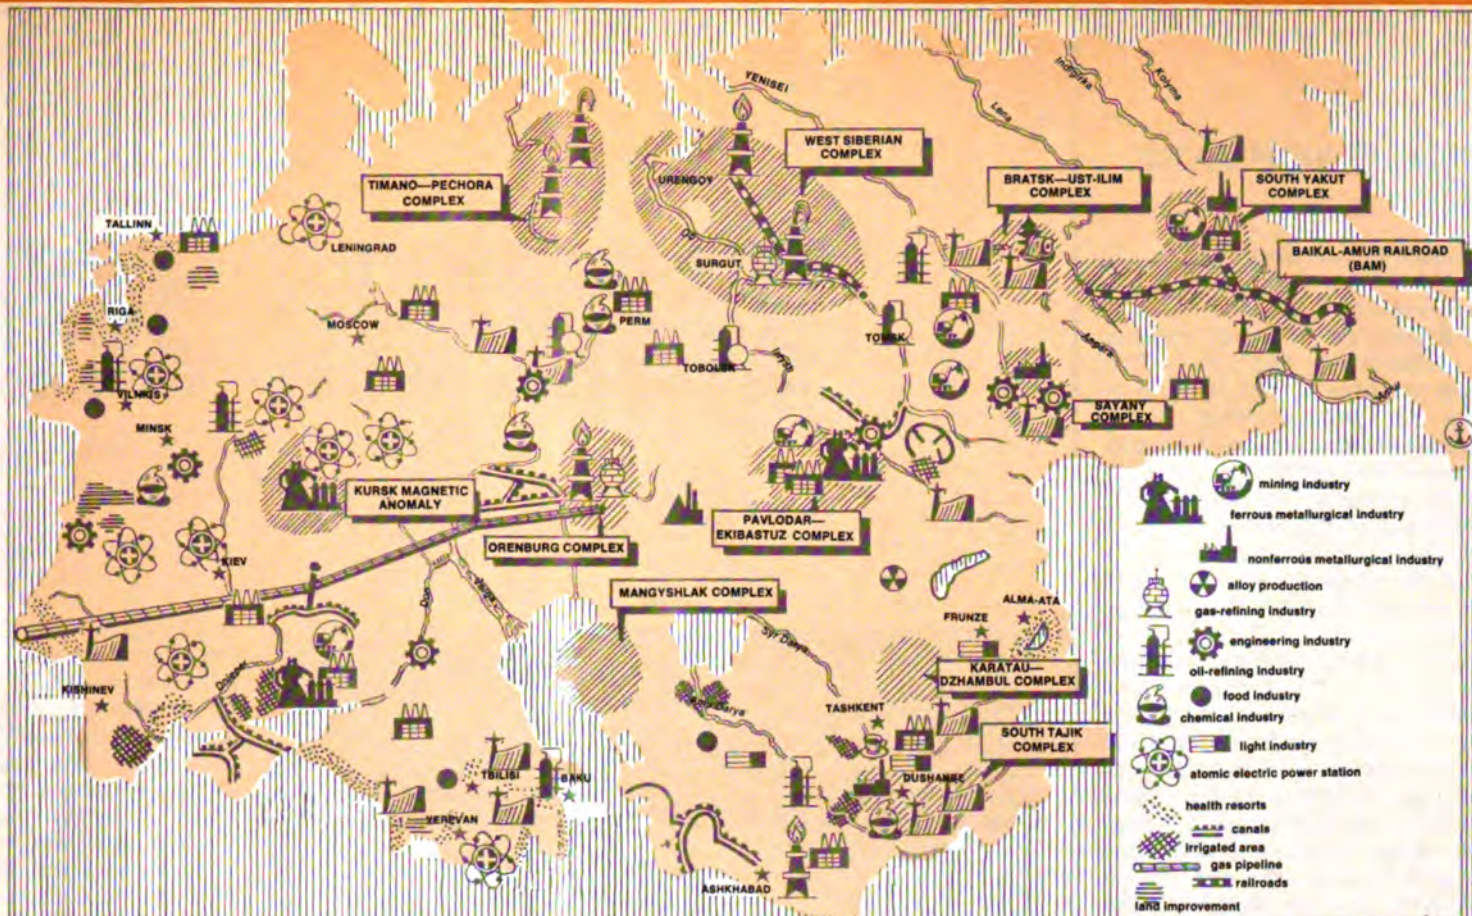 YENISEI
Lena
Indigirka
Kolyma
WEST SIBERIAN
COMPLEX
TIMANO—PECHORA
COMPLEX
URENGOY
BRATSK—UST-ILIM
COMPLEX
SOUTH YAKUT
COMPLEX
TALLINN
LENINGRAD
Ob
SURGUT
BAIKAL-AMUR RAILROAD
(BAM)
RIGA
MOSCOW
PERM
TOBOLSK
Irtysh
TOMSK
Angara
Amur
VILNIUS
MINSK
SAYANY
COMPLEX
KURSK MAGNETIC
ANOMALY
PAVLODAR—
EKIBASTUZ COMPLEX
ORENBURG COMPLEX
KIEV
Don
Volga
MANGYSHLAK COMPLEX
ALMA-ATA
FRUNZE
Syr Darya
KISHINEV
Dnieper
KARATAU—
DZHAMBUL COMPLEX
Amu Darya
TASHKENT
SOUTH TAJIK
COMPLEX
TBILISI
BAKU
DUSHANBE
YEREVAN
ASHKHABAD
mining industry
ferrous metallurgical industry
nonferrous metallurgical industry
alloy production
gas-refining industry
engineering industry
oil-refining industry
food industry
chemical industry
light industry
atomic electric power station
health resorts
canals
irrigated area
gas pipeline
railroads
land improvement